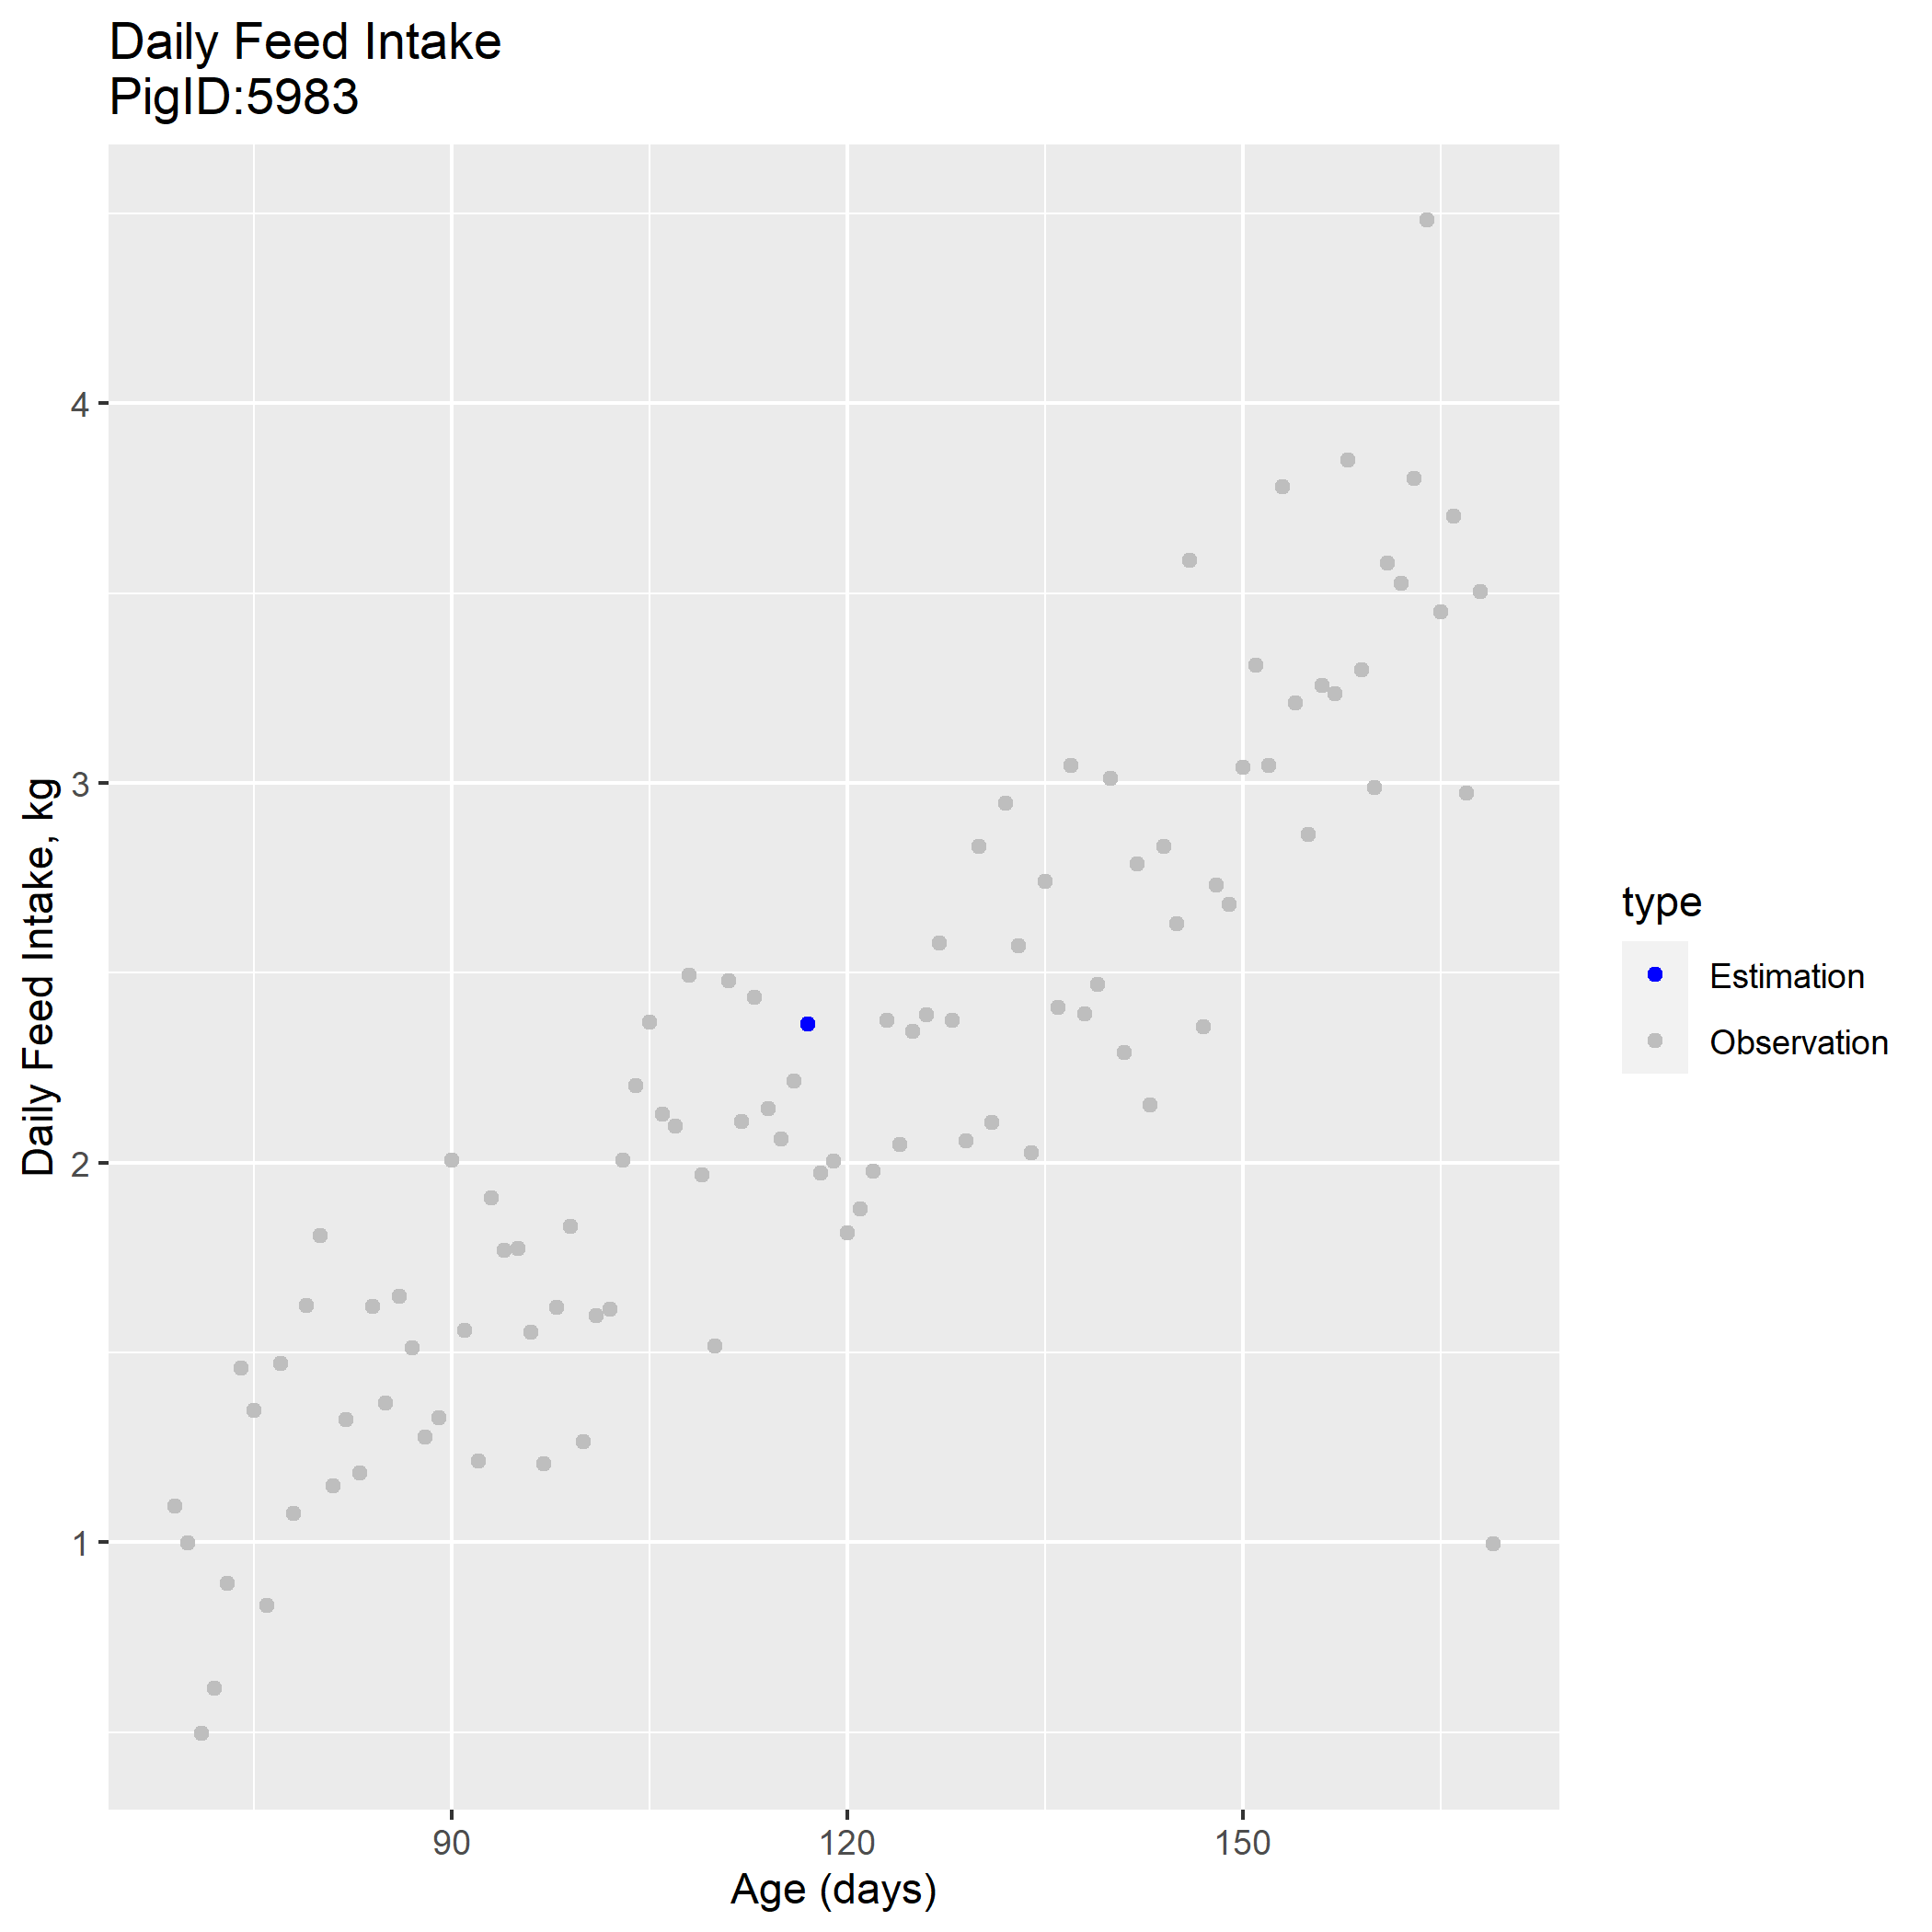 Daily Feed Intake
PigID:5983
Daily Feed Intake, kg
4
3
2
1
90
120
150
Age (days)
type
Estimation
Observation